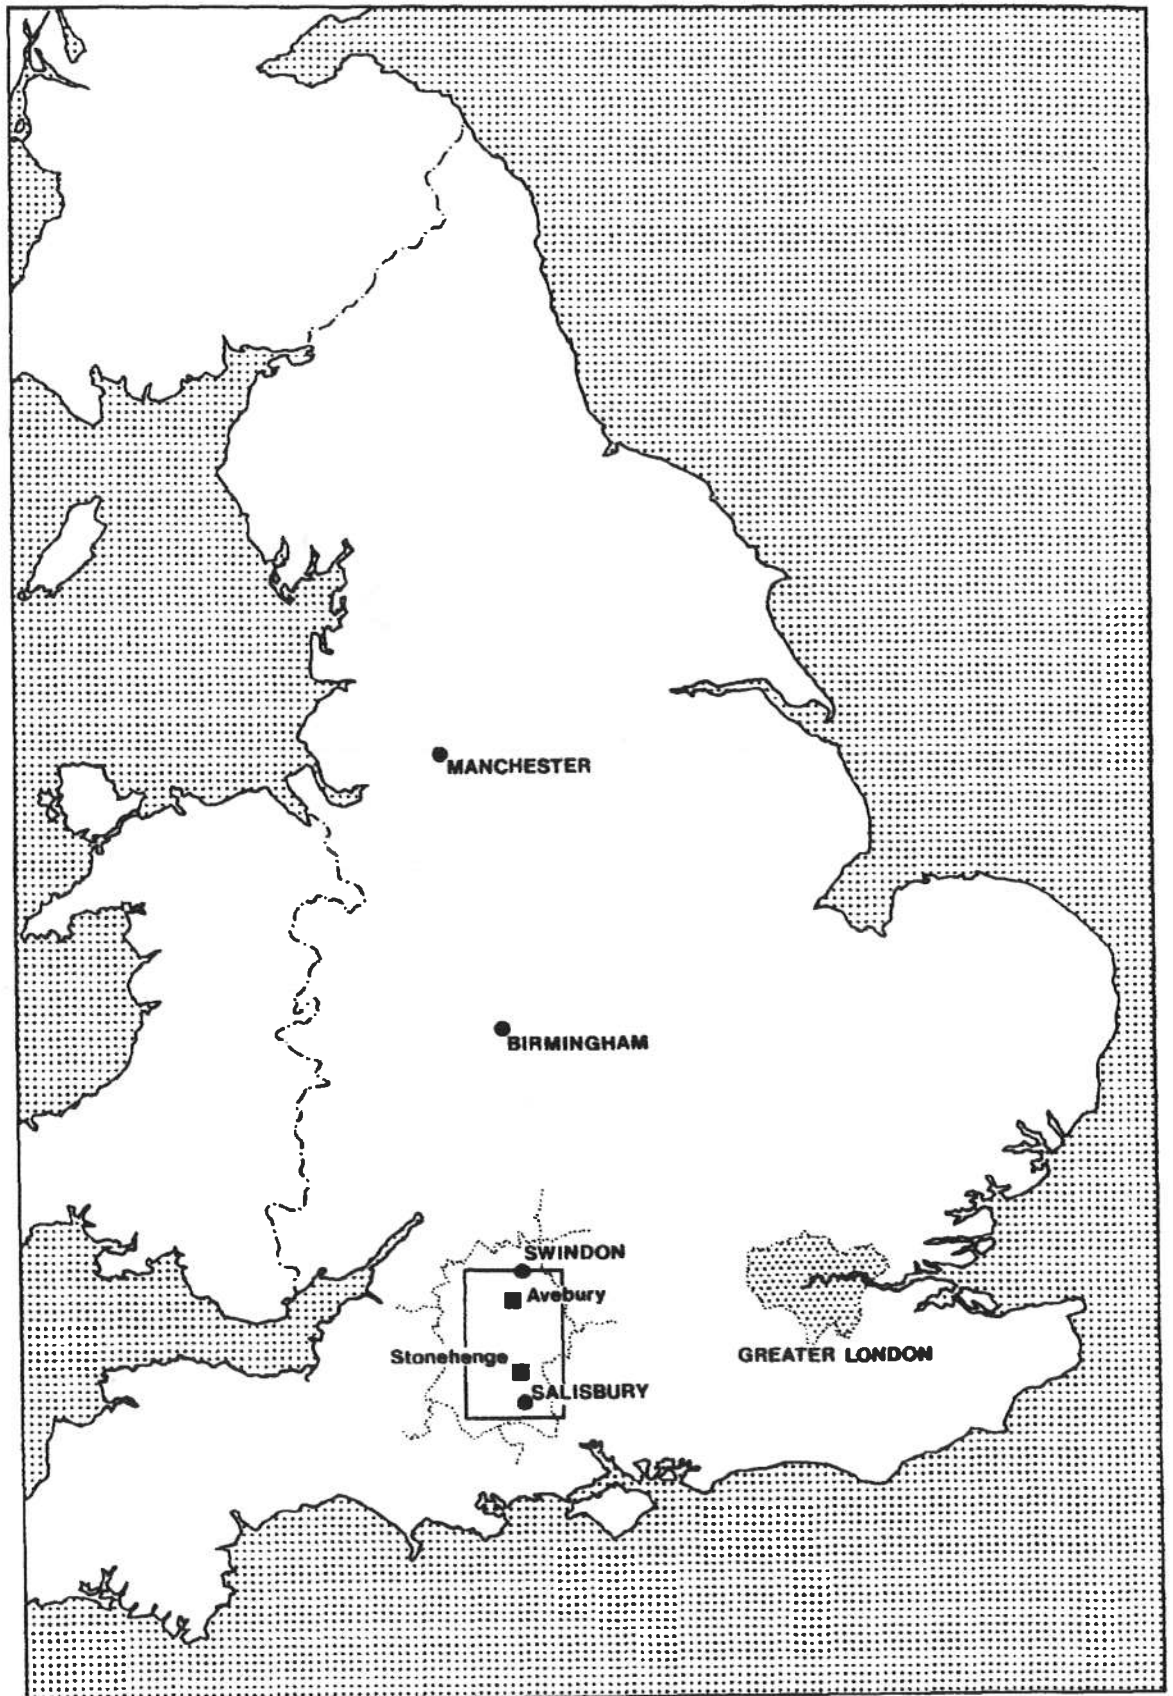 MANCHESTER
BIRMINGHAM
SWINDON
Avebury
Stonehenge
GREATER LONDON
SALISBURY